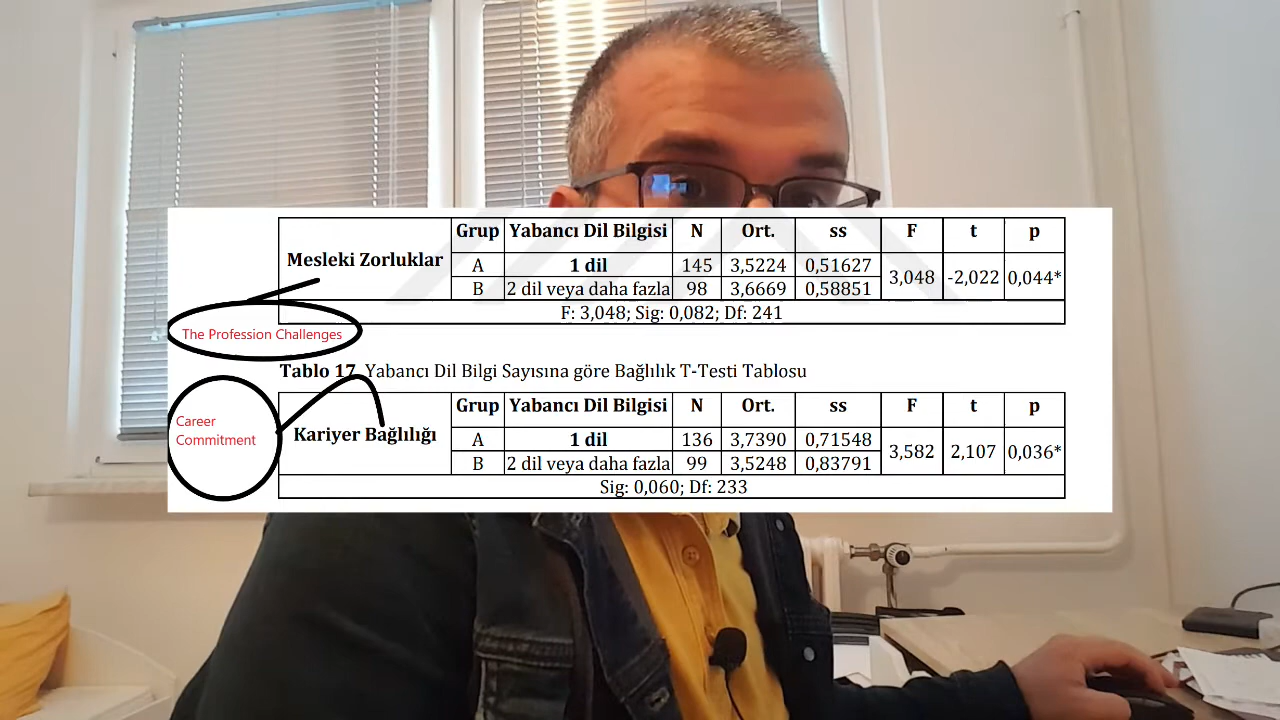 Grup Yabancı Dil Bilgisi N Ort. ss F t p
Mesleki Zorluklar
A 1 dil 145 3,5224 0,51627
3,048 -2,022 0,044*
B 2 dil veya daha fazla 98 3,6669 0,58851
F: 3,048; Sig: 0,082; Df: 241
The Profession Challenges
Tablo 17. Yabancı Dil Bilgi Sayısına göre Bağlılık T-Testi Tablosu
Grup Yabancı Dil Bilgisi N Ort. ss F t p
Career
Commitment
Kariyer Bağlılığı
A 1 dil 136 3,7390 0,71548
3,582 2,107 0,036*
B 2 dil veya daha fazla 99 3,5248 0,83791
Sig: 0,060; Df: 233